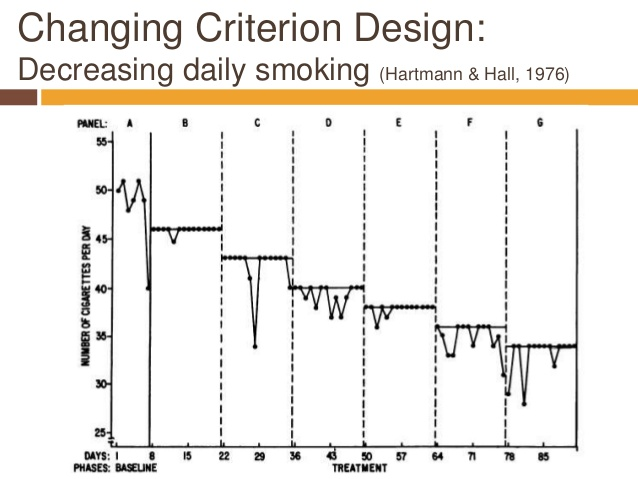 Changing Criterion Design:
Decreasing daily smoking (Hartmann & Hall, 1976)
PANEL: A B C D E F G
NUMBER OF CIGARETTES PER DAY
55
50
45
40
35
30
25
DAYS: 1 8 15 22 29 36 43 50 57 64 71 78 85
PHASES: BASELINE TREATMENT